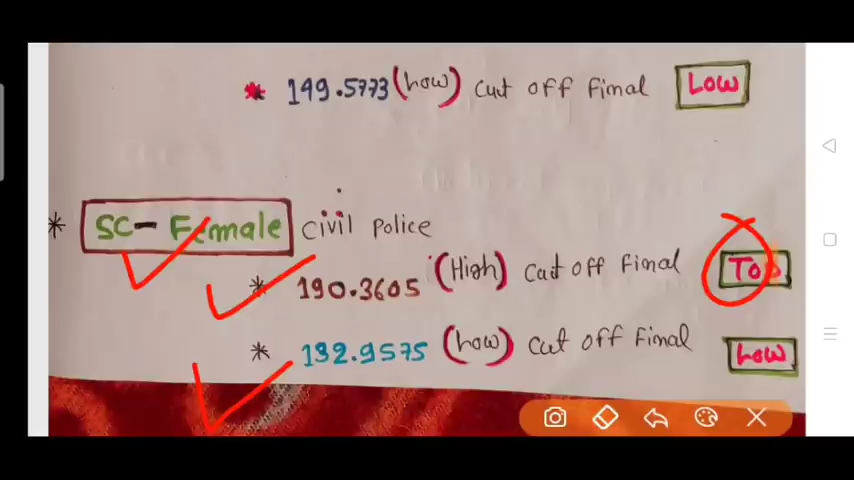 * 149.5773 (Low) Cut off Final Low
* SC - Female Civil Police
* 190.3605 (High) Cut off Final Top
* 132.9575 (Low) Cut off Final Low